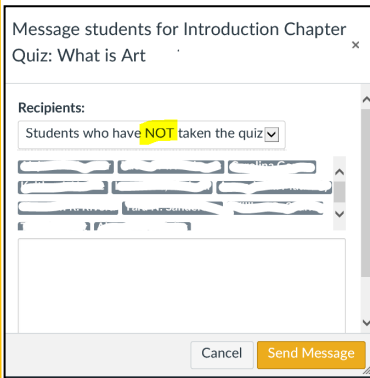 Message students for Introduction Chapter
Quiz: What is Art
×
Recipients:
Students who have NOT taken the quiz
Cancel
Send Message